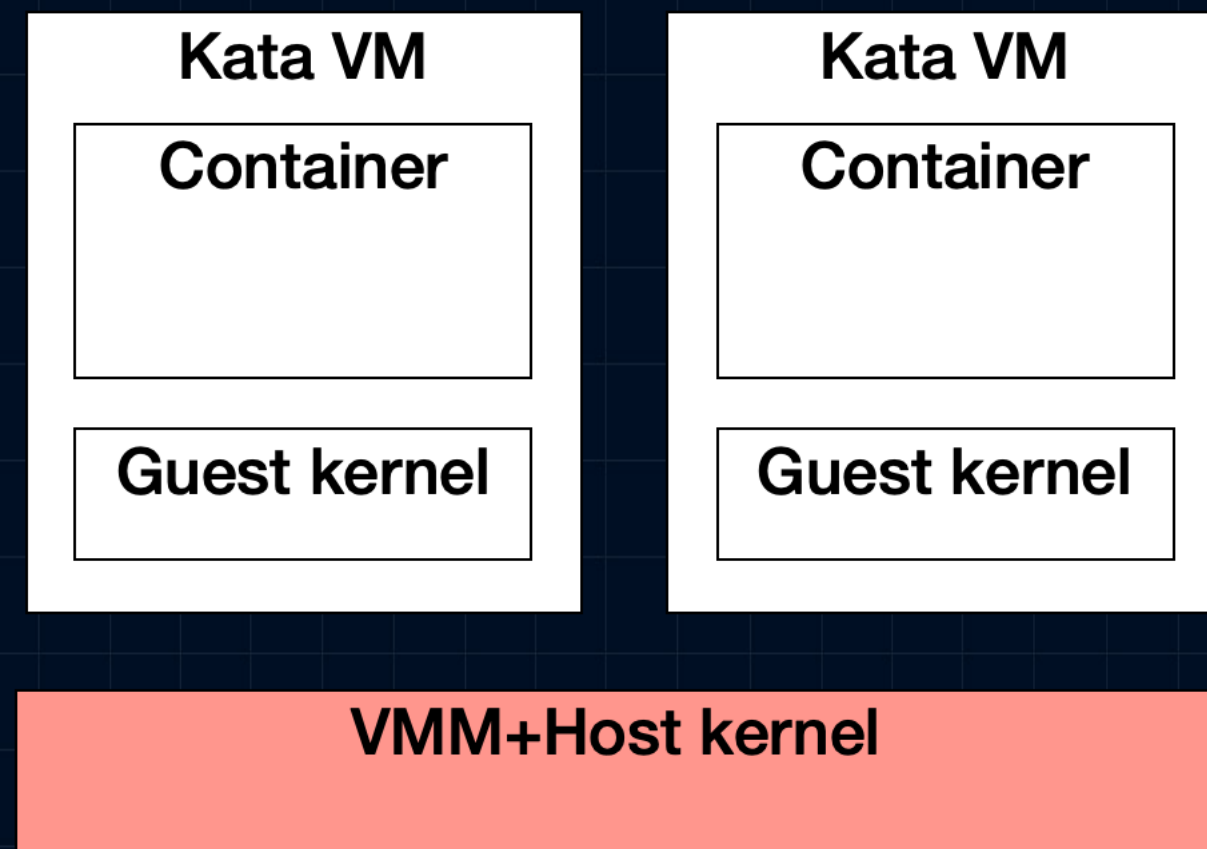 Kata VM
Container
Guest kernel
Kata VM
Container
Guest kernel
VMM+Host kernel